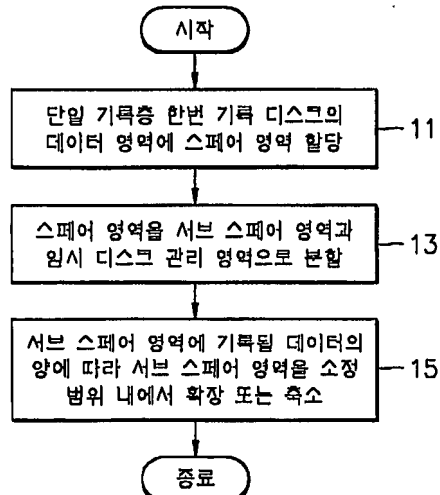 시작
단일 기록층 한번 기록 디스크의
데이터 영역에 스페어 영역 할당
11
스페어 영역을 서브 스페어 영역과
임시 디스크 관리 영역으로 분할
13
서브 스페어 영역에 기록될 데이터의
양에 따라 서브 스페어 영역을 소정
범위 내에서 확장 또는 축소
15
종료